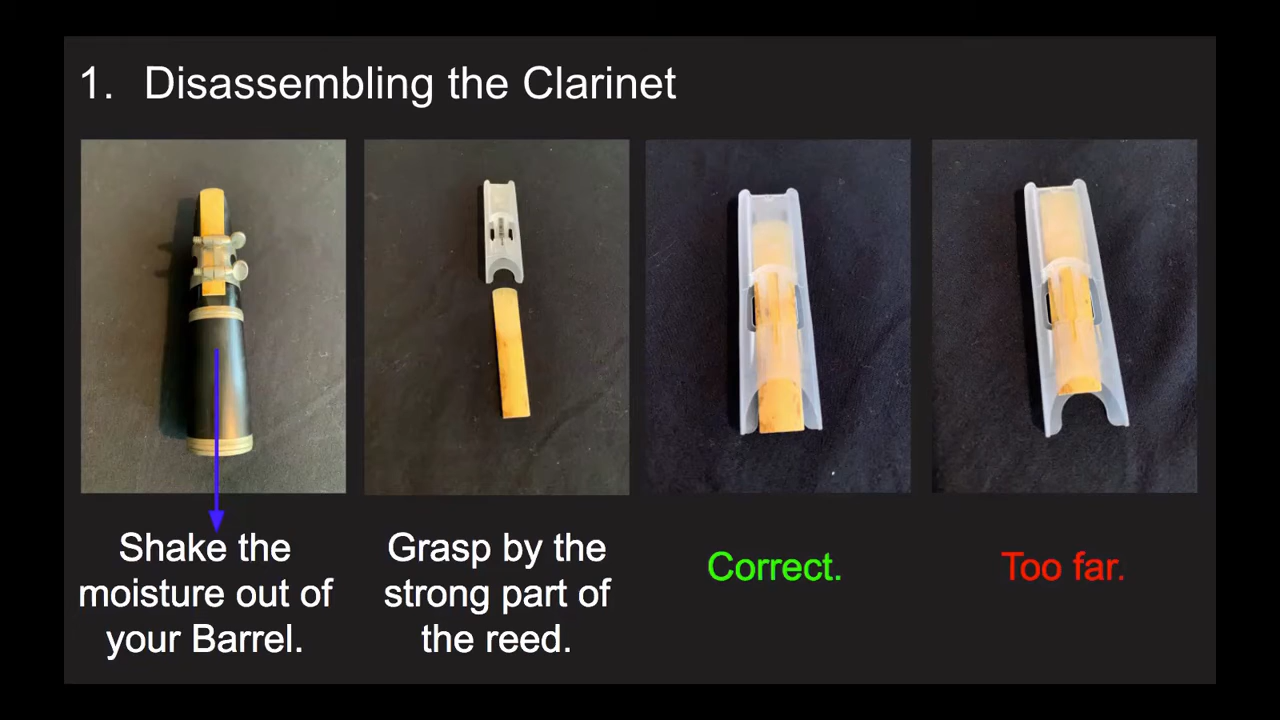 1. Disassembling the Clarinet
Shake the
moisture out of
your Barrel.
Grasp by the
strong part of
the reed.
Correct.
Too far.